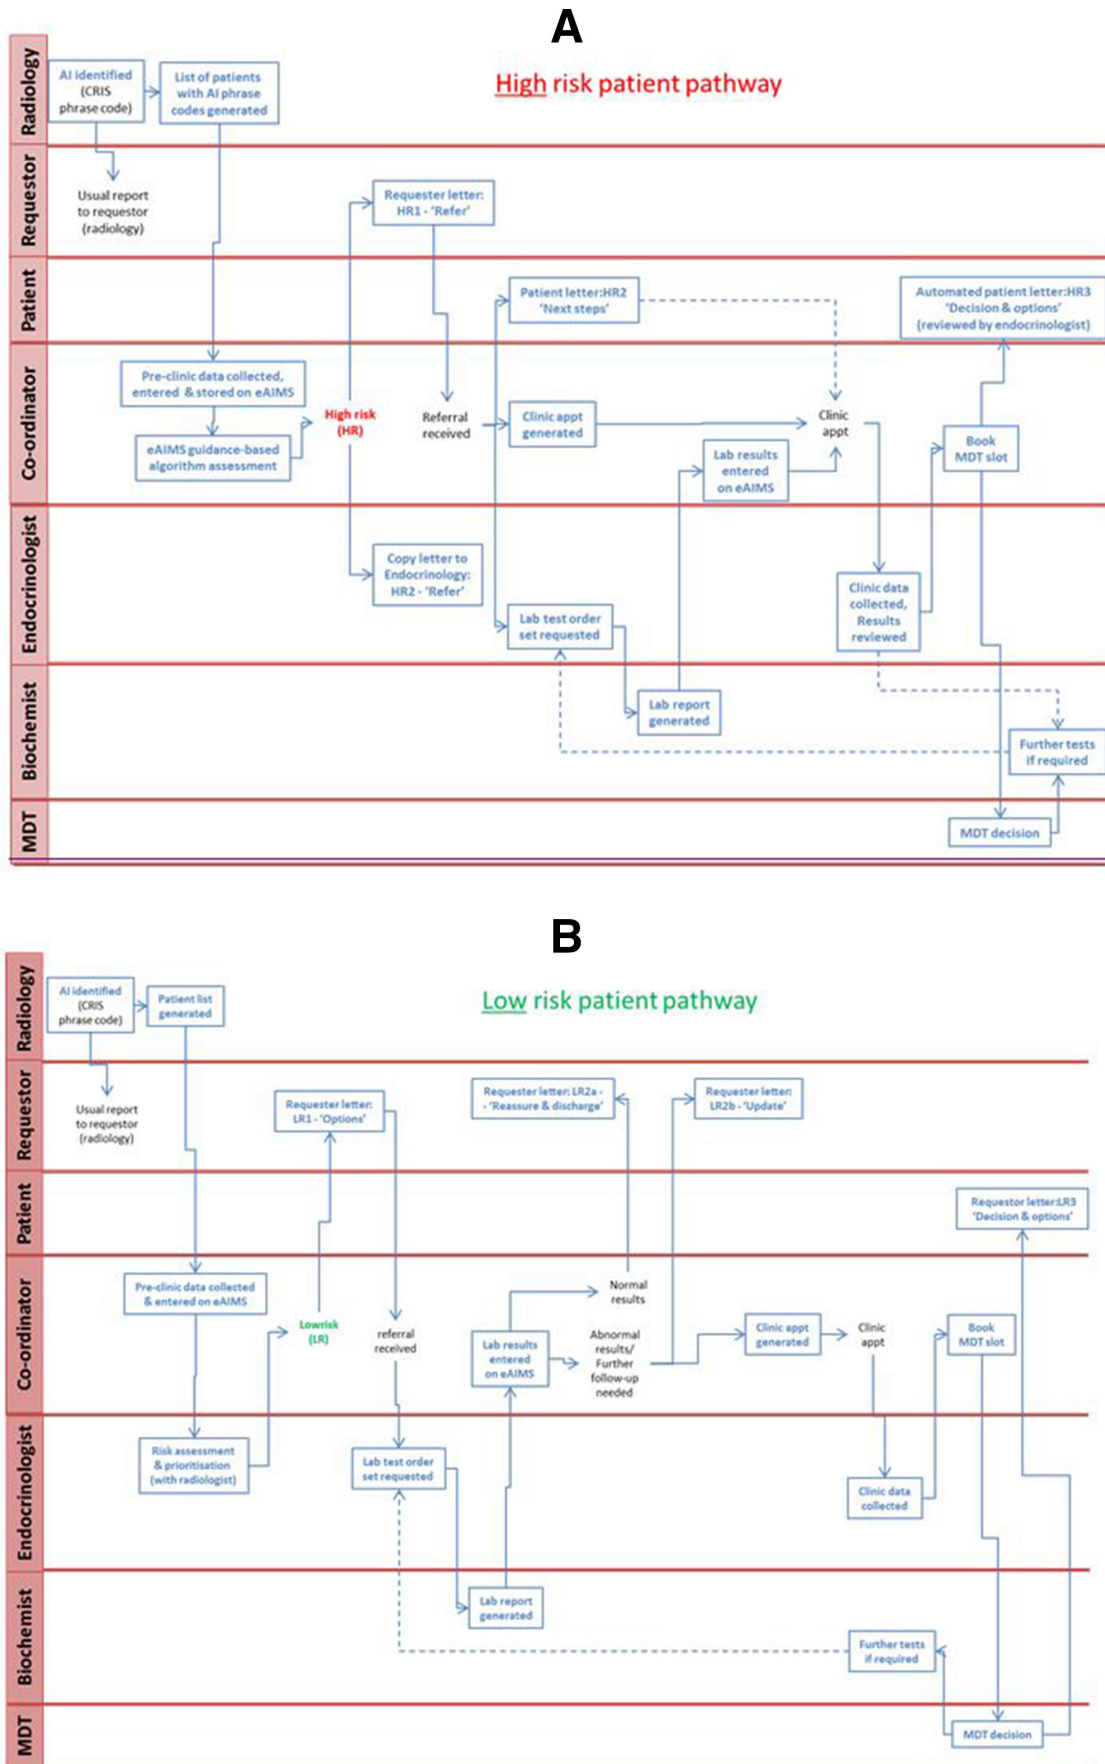 A
High risk patient pathway
Radiology
AI identified
(CRIS
phrase code)
List of patients
with AI phrase
codes generated
Requestor
Usual report
to requestor
(radiology)
Requester letter:
HR1 - 'Refer'
Patient
Patient letter:HR2
'Next steps'
Automated patient letter:HR3
'Decision & options'
(reviewed by endocrinologist)
Co-ordinator
Pre-clinic data collected,
entered & stored on eAIMS
eAIMS guidance-based
algorithm assessment
High risk
(HR)
Referral
received
Clinic appt
generated
Lab results
entered
on eAIMS
Clinic
appt
Book
MDT slot
Endocrinologist
Copy letter to
Endocrinology:
HR2 - 'Refer'
Lab test order
set requested
Clinic data
collected,
Results
reviewed
Biochemist
Lab report
generated
Further tests
if required
MDT
MDT decision
B
Low risk patient pathway
Radiology
AI identified
(CRIS
phrase code)
Patient list
generated
Requestor
Usual report
to requestor
(radiology)
Requester letter:
LR1 - 'Options'
Requester letter: LR2a -
- 'Reassure & discharge'
Requester letter:
LR2b - 'Update'
Patient
Requestor letter:LR3
'Decision & options'
Co-ordinator
Pre-clinic data collected
& entered on eAIMS
Lowrisk
(LR)
referral
received
Lab results
entered
on eAIMS
Normal
results
Abnormal
results/
Further
follow-up
needed
Clinic appt
generated
Clinic
appt
Book
MDT slot
Endocrinologist
Risk assessment
& prioritisation
(with radiologist)
Lab test order
set requested
Clinic data
collected
Biochemist
Lab report
generated
Further tests
if required
MDT
MDT decision